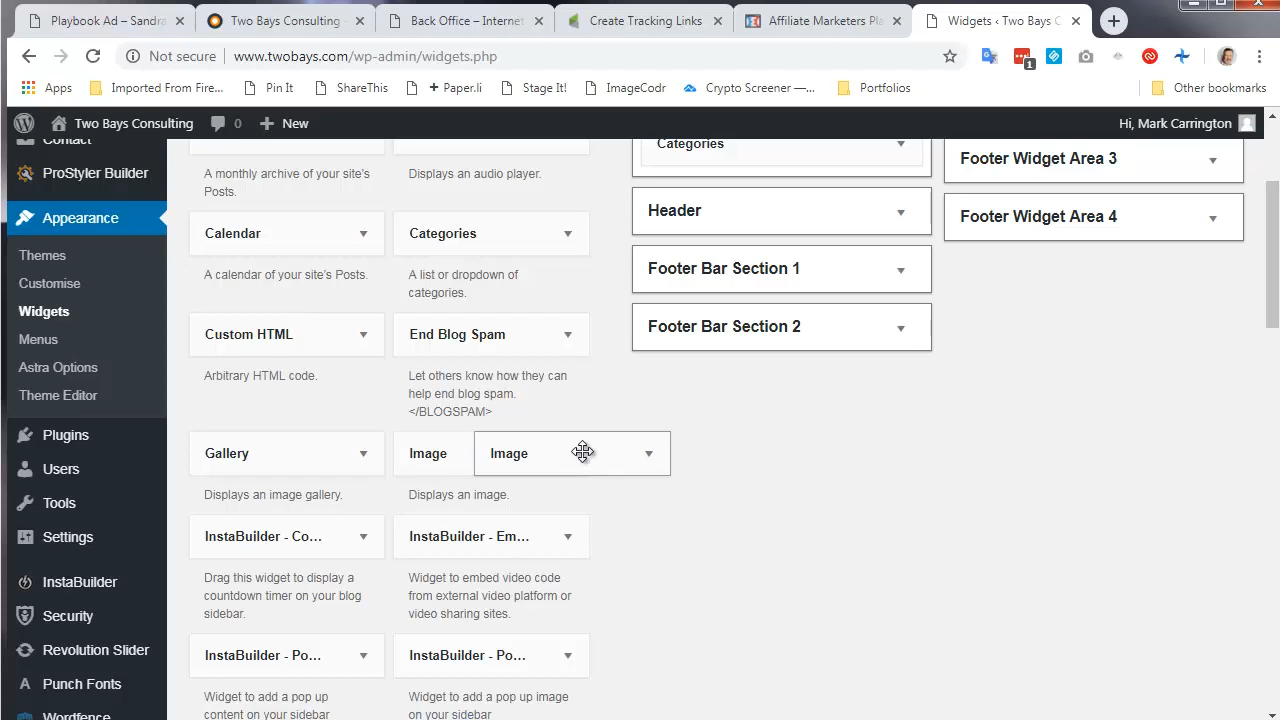 Playbook Ad – Sandra
Two Bays Consulting -
Back Office – Internet
Create Tracking Links
Affiliate Marketers Pla
Widgets ‹ Two Bays C
Not secure
www.twobays.com/wp-admin/widgets.php
1
Apps
Imported From Fire...
Pin It
ShareThis
+ Paper.li
Stage It!
ImageCodr
Crypto Screener —...
Portfolios
Other bookmarks
Two Bays Consulting
0
New
Hi, Mark Carrington
Contact
ProStyler Builder
Appearance
Themes
Customise
Widgets
Menus
Astra Options
Theme Editor
Plugins
Users
Tools
Settings
InstaBuilder
Security
Revolution Slider
Punch Fonts
Wordfence
A monthly archive of your site's
Posts.
Displays an audio player.
Calendar
Categories
A calendar of your site's Posts.
A list or dropdown of
categories.
Custom HTML
End Blog Spam
Arbitrary HTML code.
Let others know how they can
help end blog spam.
</BLOGSPAM>
Gallery
Image
Image
Displays an image gallery.
Displays an image.
InstaBuilder - Co...
InstaBuilder - Em...
Drag this widget to display a
countdown timer on your blog
sidebar.
Widget to embed video code
from external video platform or
video sharing sites.
InstaBuilder - Po...
InstaBuilder - Po...
Widget to add a pop up
content on your sidebar
Widget to add a pop up image
on your sidebar
Categories
Header
Footer Bar Section 1
Footer Bar Section 2
Footer Widget Area 3
Footer Widget Area 4